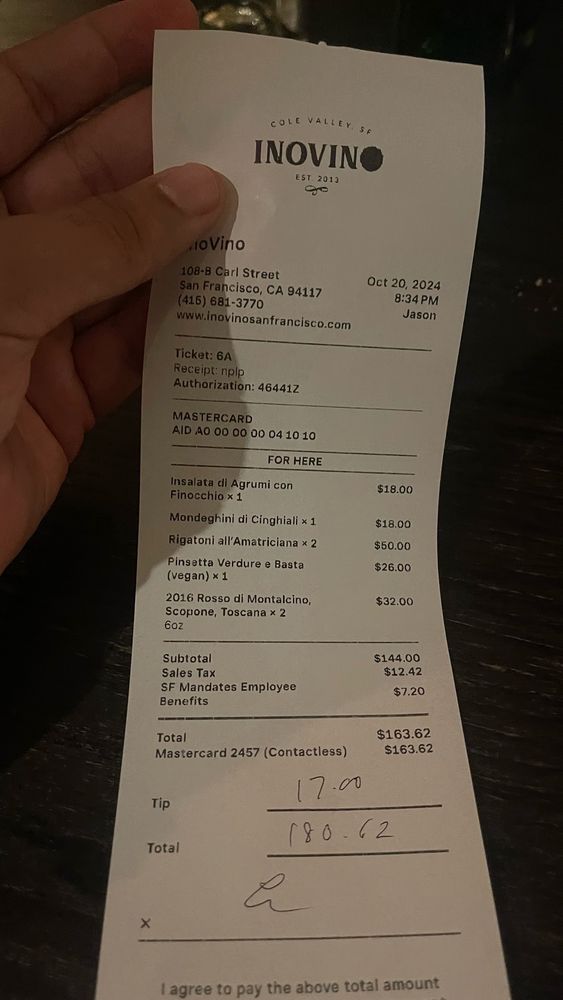 COLE VALLEY, SF
INOVINO
EST 2013
108-B Carl Street
San Francisco, CA 94117
(415) 681-3770
www.inovinosanfrancisco.com
Oct 20, 2024
8:34 PM
Jason
Ticket: 6A
Receipt: npIp
Authorization: 46441Z
MASTERCARD
AID A0 00 00 00 04 10 10
FOR HERE
Insalata di Agrumi con
Finocchio × 1 $18.00
Mondeghini di Cinghiali × 1 $18.00
Rigatoni all'Amatriciana × 2 $50.00
Pinsetta Verdure e Basta
(vegan) × 1 $26.00
2016 Rosso di Montalcino, $32.00
Scopone, Toscana × 2
6oz
Subtotal $144.00
Sales Tax $12.42
SF Mandates Employee
Benefits $7.20
Total $163.62
Mastercard 2457 (Contactless) $163.62
Tip 17.00
Total 180.62
X
I agree to pay the above total amount